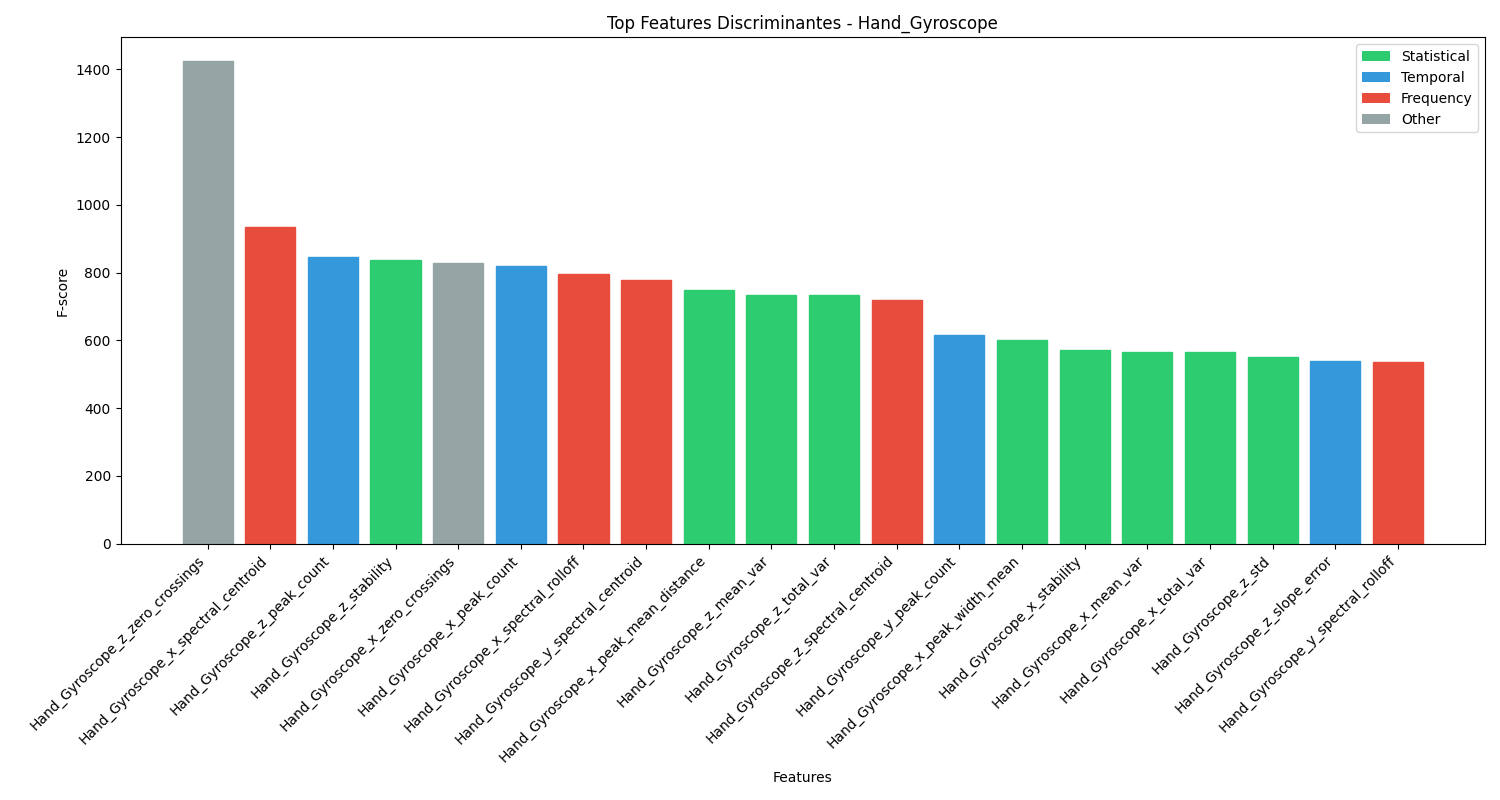 Top Features Discriminantes - Hand_Gyroscope
Statistical
Temporal
Frequency
Other
F-score
1400
1200
1000
800
600
400
200
0
Hand_Gyroscope_z_zero_crossings
Hand_Gyroscope_x_spectral_centroid
Hand_Gyroscope_z_peak_count
Hand_Gyroscope_z_stability
Hand_Gyroscope_x_zero_crossings
Hand_Gyroscope_x_peak_count
Hand_Gyroscope_x_spectral_rolloff
Hand_Gyroscope_y_spectral_centroid
Hand_Gyroscope_x_peak_mean_distance
Hand_Gyroscope_z_mean_var
Hand_Gyroscope_z_total_var
Hand_Gyroscope_z_spectral_centroid
Hand_Gyroscope_y_peak_count
Hand_Gyroscope_x_peak_width_mean
Hand_Gyroscope_x_stability
Hand_Gyroscope_x_mean_var
Hand_Gyroscope_x_total_var
Hand_Gyroscope_z_std
Hand_Gyroscope_z_slope_error
Hand_Gyroscope_y_spectral_rolloff
Features